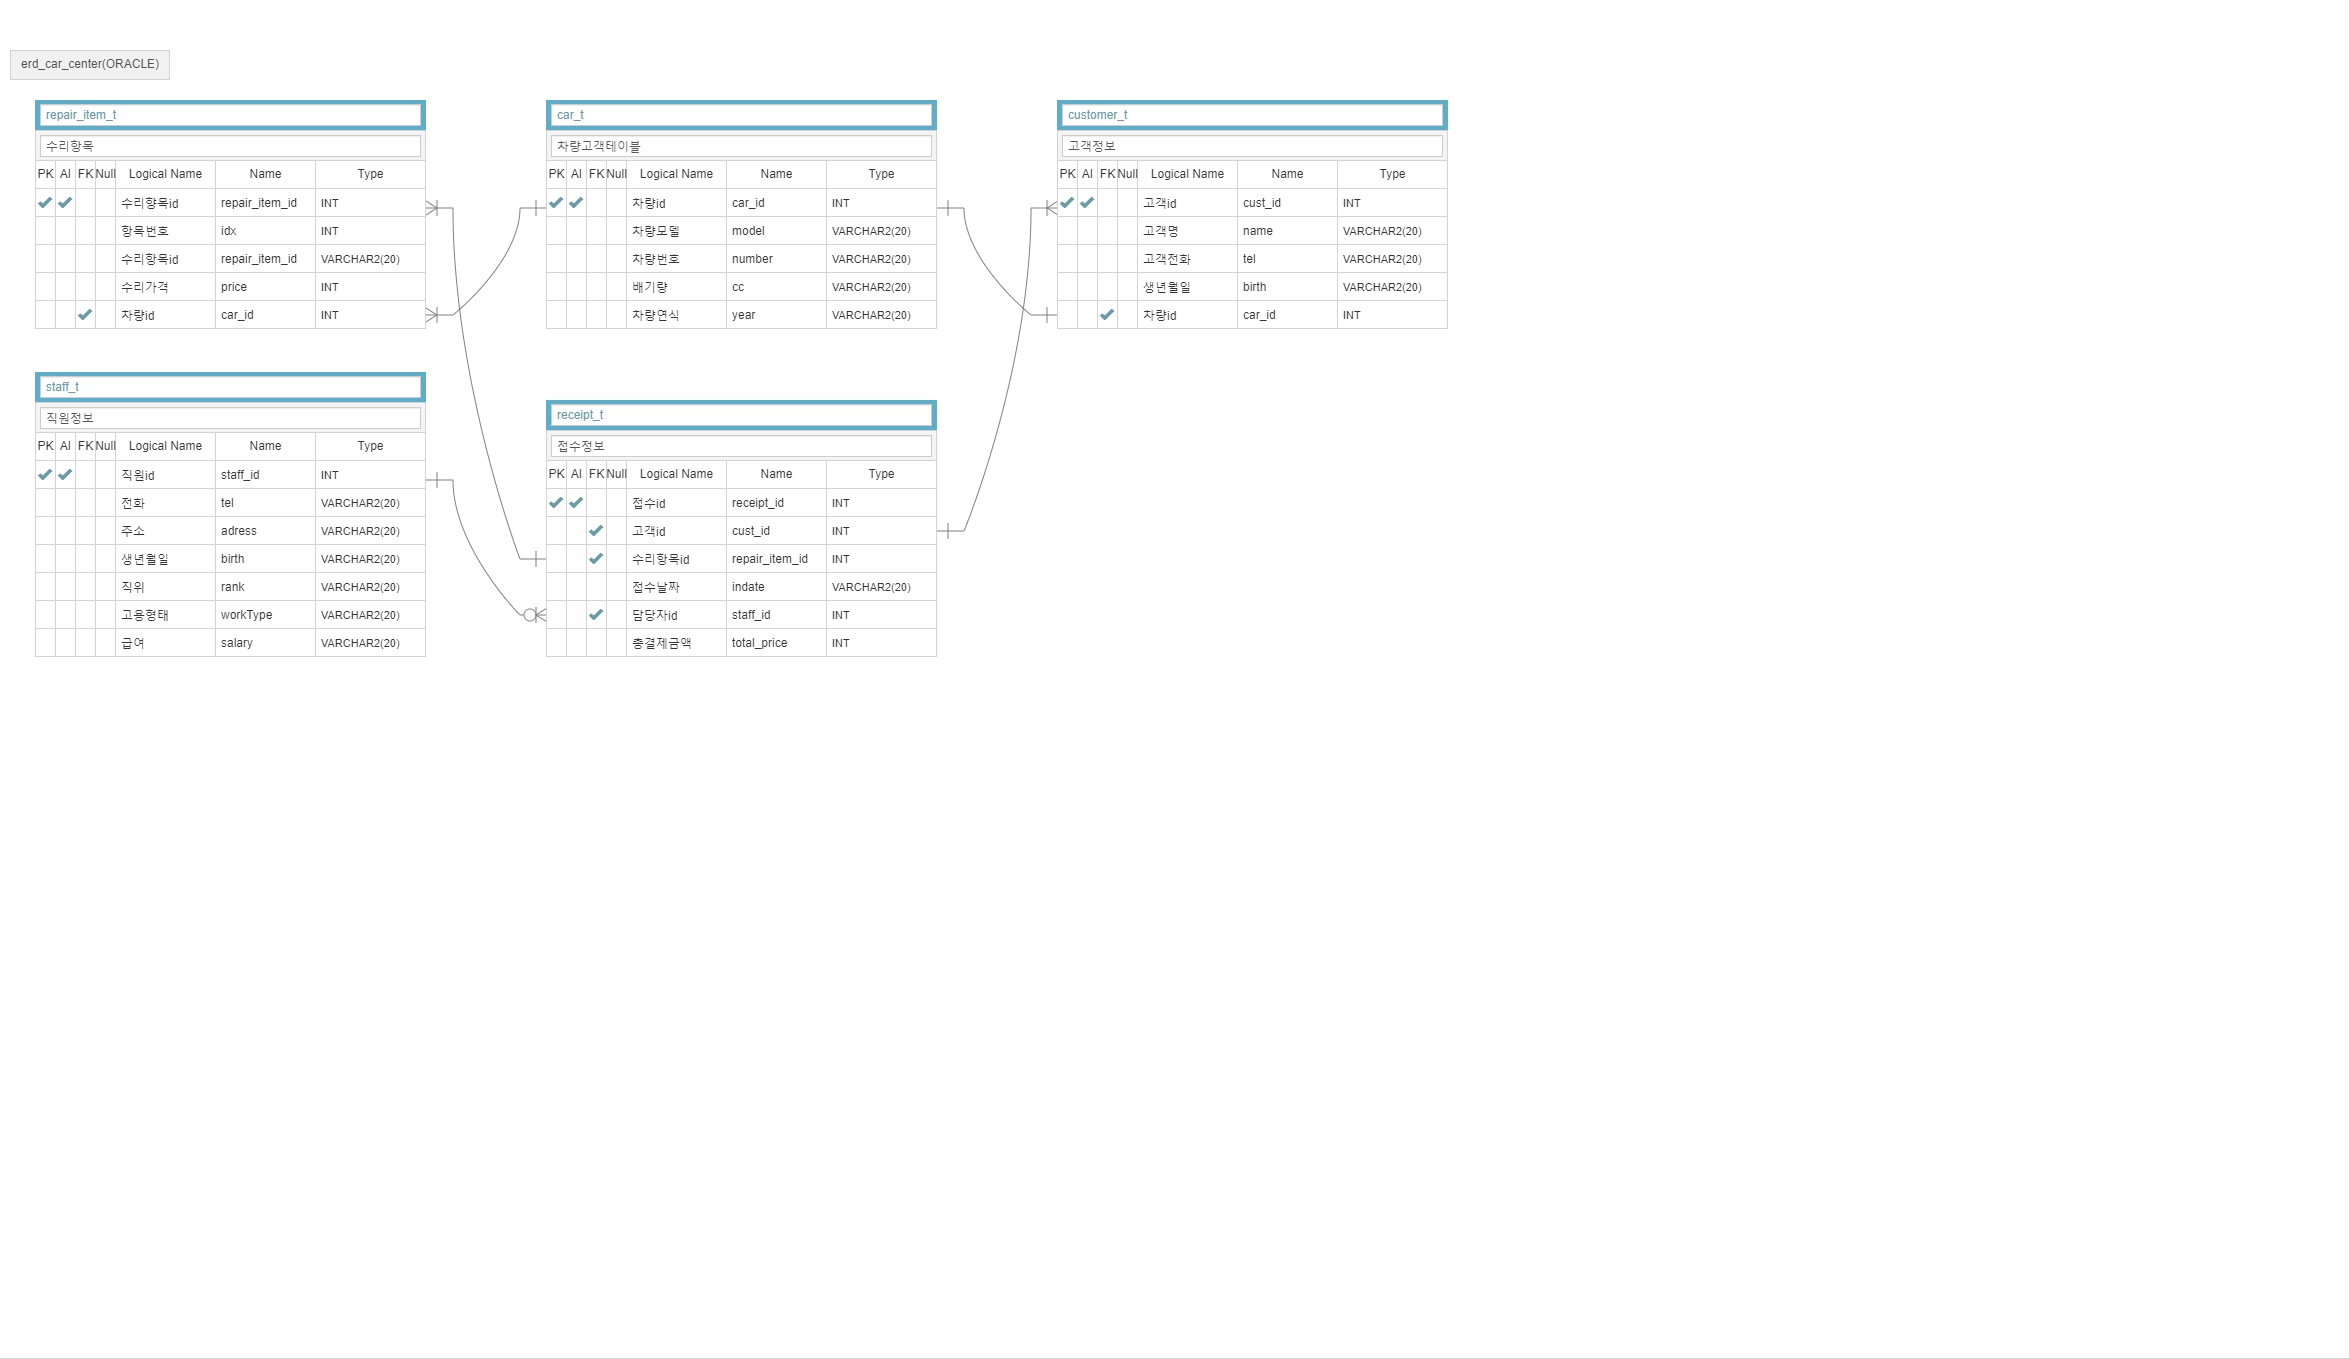 erd_car_center(ORACLE)
repair_item_t
수리항목
PK AI FK Null Logical Name Name Type
수리항목id repair_item_id INT
항목번호 idx INT
수리항목id repair_item_id VARCHAR2(20)
수리가격 price INT
차량id car_id INT
car_t
차량고객테이블
PK AI FK Null Logical Name Name Type
차량id car_id INT
차량모델 model VARCHAR2(20)
차량번호 number VARCHAR2(20)
배기량 cc VARCHAR2(20)
차량연식 year VARCHAR2(20)
customer_t
고객정보
PK AI FK Null Logical Name Name Type
고객id cust_id INT
고객명 name VARCHAR2(20)
고객전화 tel VARCHAR2(20)
생년월일 birth VARCHAR2(20)
차량id car_id INT
staff_t
직원정보
PK AI FK Null Logical Name Name Type
직원id staff_id INT
전화 tel VARCHAR2(20)
주소 adress VARCHAR2(20)
생년월일 birth VARCHAR2(20)
직위 rank VARCHAR2(20)
고용형태 workType VARCHAR2(20)
급여 salary VARCHAR2(20)
receipt_t
접수정보
PK AI FK Null Logical Name Name Type
접수id receipt_id INT
고객id cust_id INT
수리항목id repair_item_id INT
접수날짜 indate VARCHAR2(20)
담당자id staff_id INT
총결제금액 total_price INT